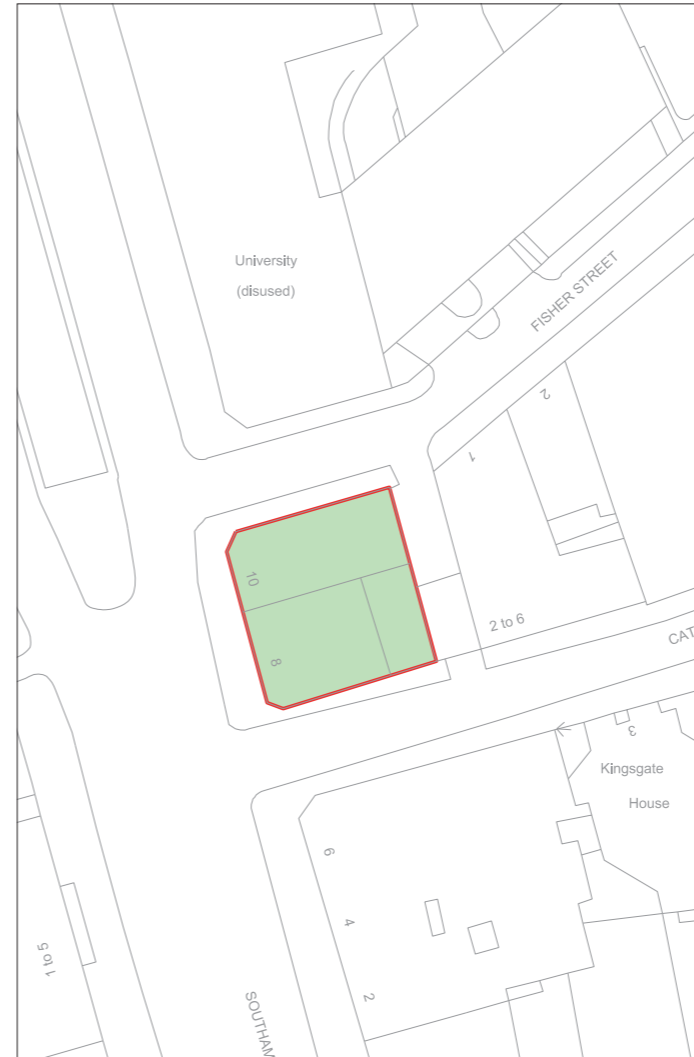 University
(disused)
FISHER STREET
2
1
10
8
2 to 6
CAT
3
Kingsgate
House
6
4
2
1 to 5
SOUTHAM